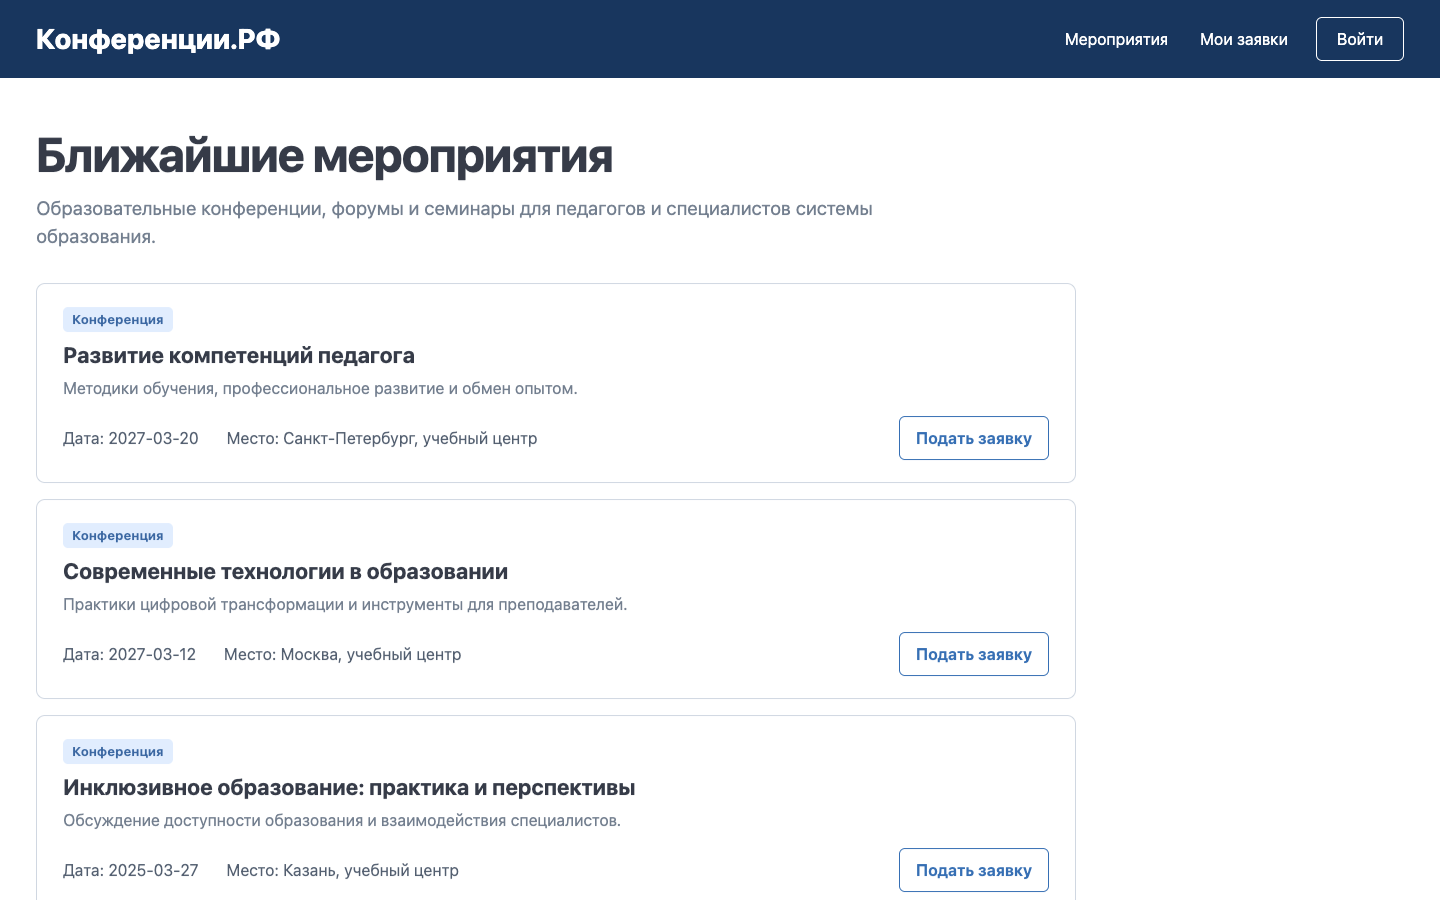 Конференции.РФ
Мероприятия
Мои заявки
Войти
Ближайшие мероприятия
Образовательные конференции, форумы и семинары для педагогов и специалистов системы
образования.
Конференция
Развитие компетенций педагога
Методики обучения, профессиональное развитие и обмен опытом.
Дата: 2027-03-20
Место: Санкт-Петербург, учебный центр
Подать заявку
Конференция
Современные технологии в образовании
Практики цифровой трансформации и инструменты для преподавателей.
Дата: 2027-03-12
Место: Москва, учебный центр
Подать заявку
Конференция
Инклюзивное образование: практика и перспективы
Обсуждение доступности образования и взаимодействия специалистов.
Дата: 2025-03-27
Место: Казань, учебный центр
Подать заявку